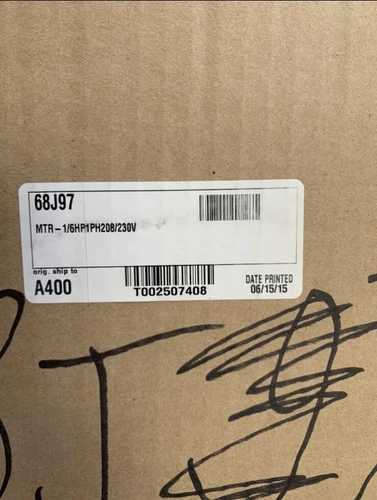 68J97
MTR-1/6HP1PH208/230V
orig. ship to
A400
T002507408
DATE PRINTED
06/15/15